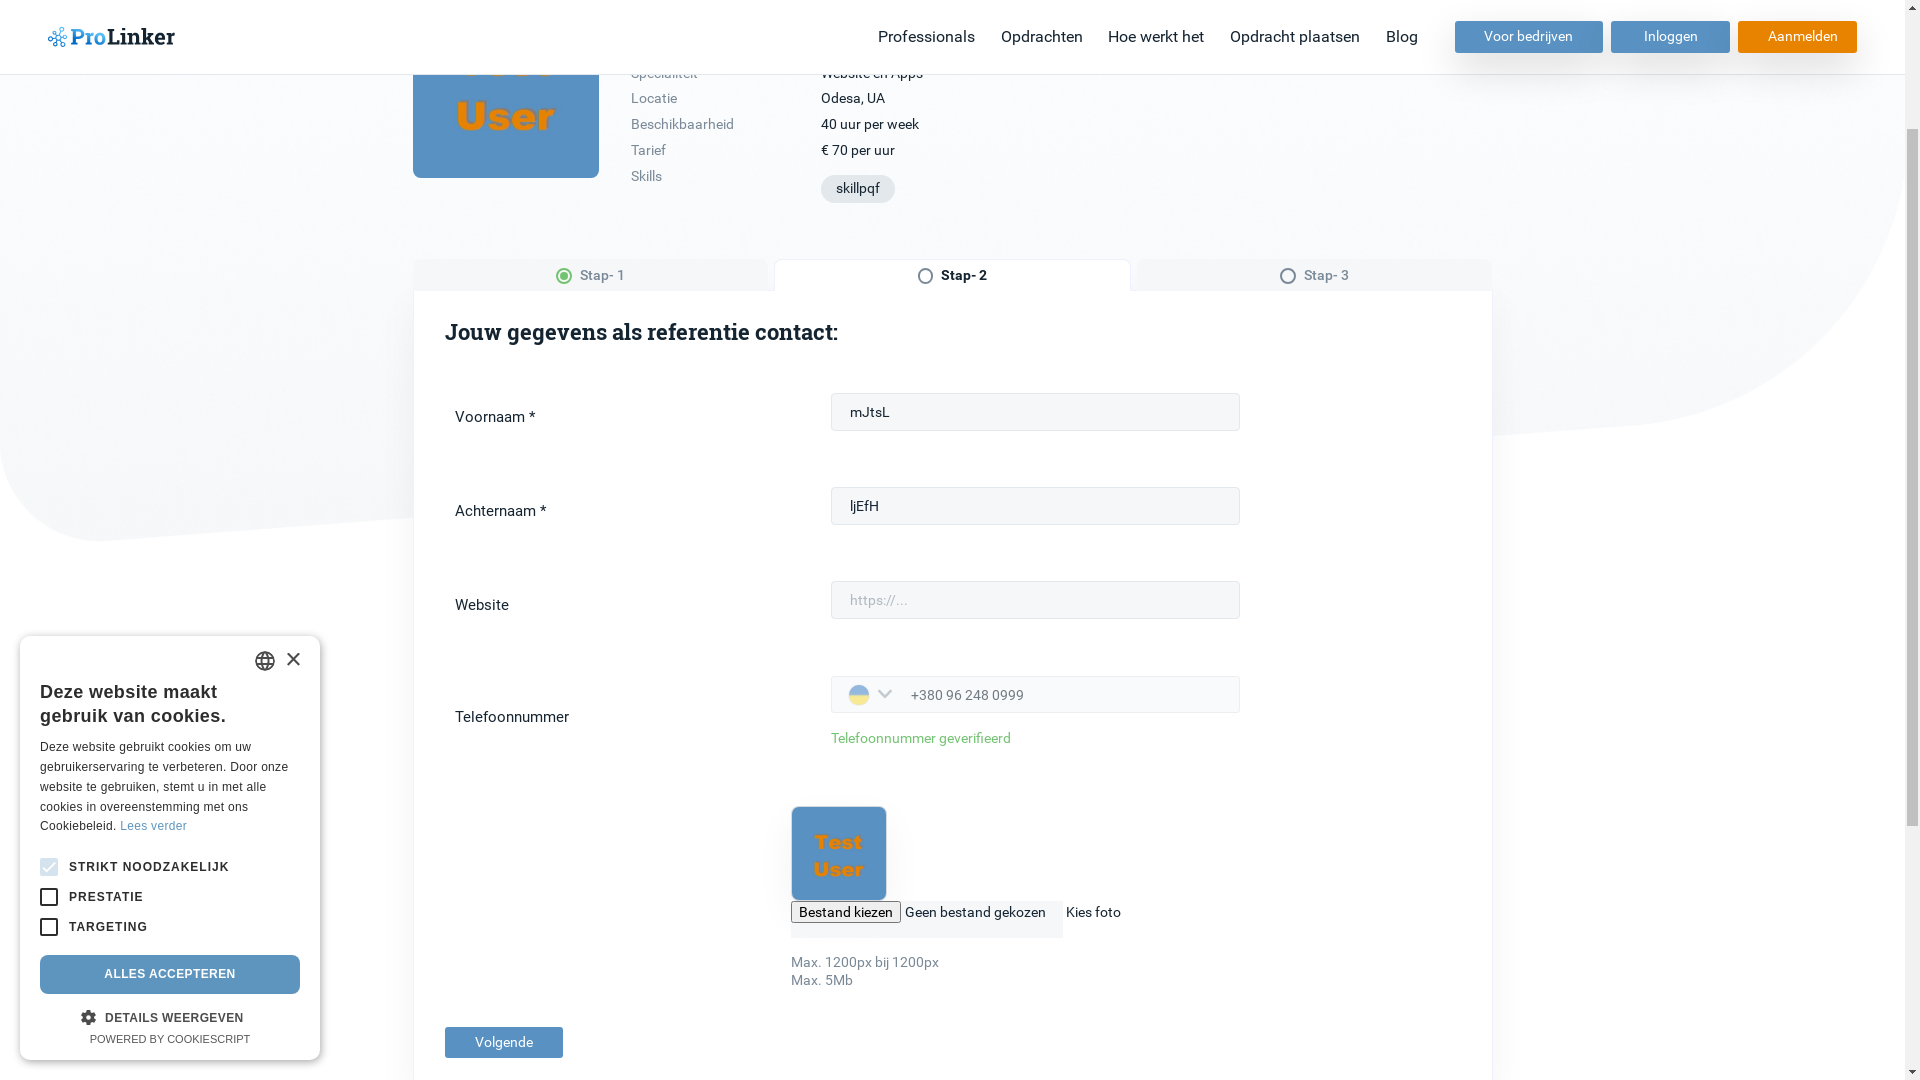 ProLinker
Professionals
Opdrachten
Hoe werkt het
Opdracht plaatsen
Blog
Voor bedrijven
Inloggen
Aanmelden
User
Specialiteit
Website en Apps
Locatie
Odesa, UA
Beschikbaarheid
40 uur per week
Tarief
€ 70 per uur
Skills
skillpqf
Stap- 1
Stap- 2
Stap- 3
Jouw gegevens als referentie contact:
Voornaam *
mJtsL
Achternaam *
ljEfH
Website
https://...
Telefoonnummer
+380 96 248 0999
Telefoonnummer geverifieerd
Test
User
Bestand kiezen Geen bestand gekozen
Kies foto
Max. 1200px bij 1200px
Max. 5Mb
Volgende
×
Deze website maakt
gebruik van cookies.
Deze website gebruikt cookies om uw
gebruikerservaring te verbeteren. Door onze
website te gebruiken, stemt u in met alle
cookies in overeenstemming met ons
Cookiebeleid. Lees verder
STRIKT NOODZAKELIJK
PRESTATIE
TARGETING
ALLES ACCEPTEREN
DETAILS WEERGEVEN
POWERED BY COOKIESCRIPT